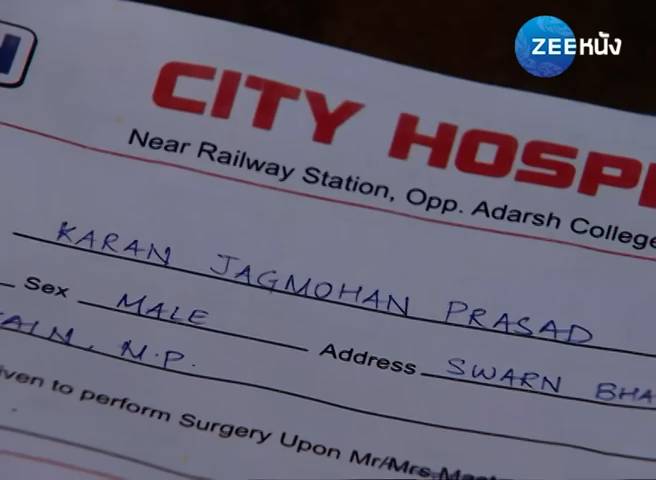 ZEEหนัง
CITY HOSP
Near Railway Station, Opp. Adarsh College
KARAN JAGMOHAN PRASAD
Sex MALE Address SWARN
M.P.
to perform Surgery Upon Mr/Mrs.